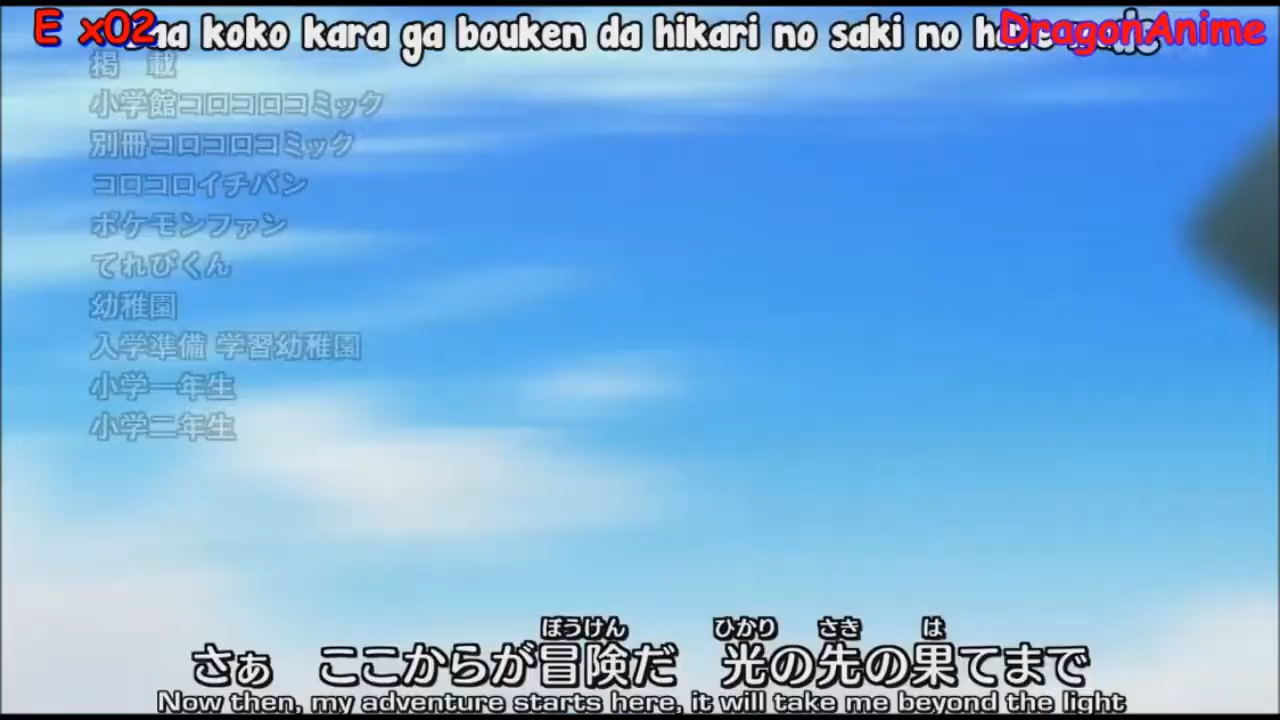 E x02
DragonAnime
koko kara ga bouken da hikari no saki no
掲 載
小学館コロコロコミック
別冊コロコロコミック
コロコロイチバン
ポケモンファン
てれびくん
幼稚園
入学準備 学習幼稚園
小学一年生
小学二年生
ぼうけん ひかり さき は
さぁ ここからが冒険だ 光の先の果てまで
Now then, my adventure starts here, it will take me beyond the light